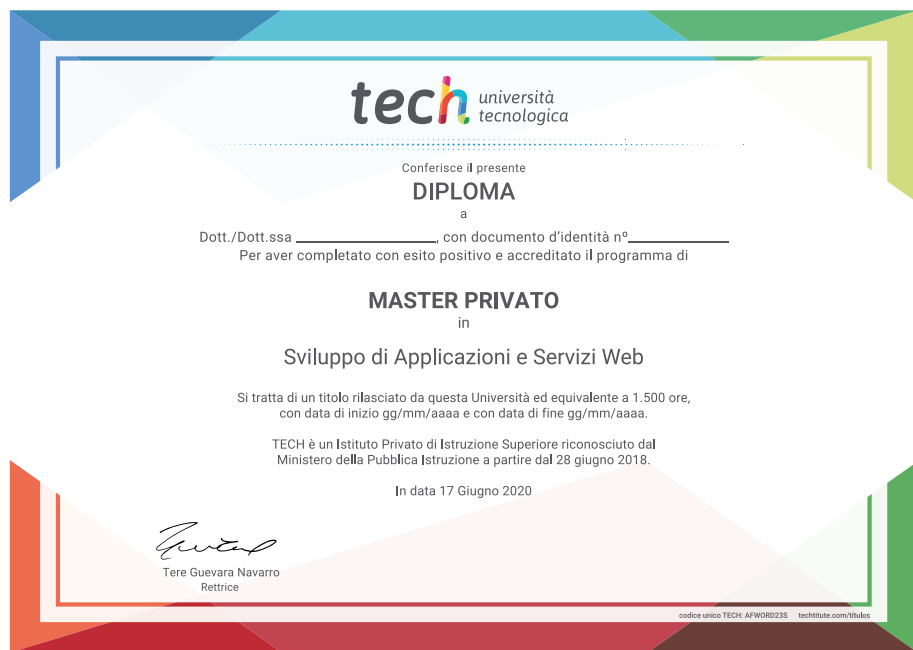 tech università
tecnologica
Conferisce il presente
DIPLOMA
a
Dott./Dott.ssa ________________, con documento d'identità nº____________
Per aver completato con esito positivo e accreditato il programma di
MASTER PRIVATO
in
Sviluppo di Applicazioni e Servizi Web
Si tratta di un titolo rilasciato da questa Università ed equivalente a 1.500 ore,
con data di inizio gg/mm/aaaa e con data di fine gg/mm/aaaa.
TECH è un Istituto Privato di Istruzione Superiore riconosciuto dal
Ministero della Pubblica Istruzione a partire dal 28 giugno 2018.
In data 17 Giugno 2020
Tere Guevara Navarro
Rettrice
codice unico TECH: AFWORD23S techtitute.com/titulos